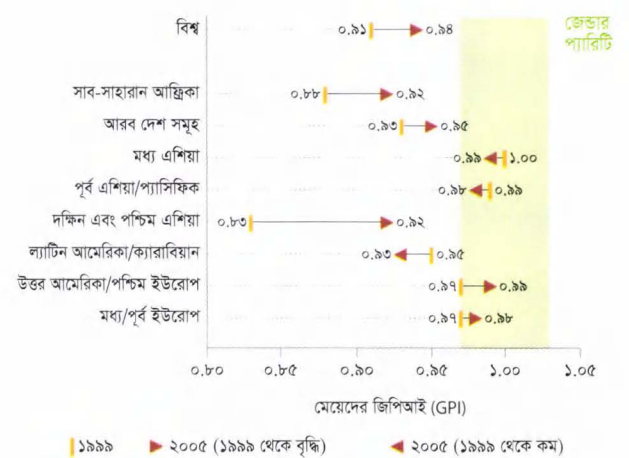 জেন্ডার
প্যারিটি
বিশ্ব ০.৯১ ০.৯৪
সাব-সাহারান আফ্রিকা ০.৮৮ ০.৯২
আরব দেশ সমূহ ০.৯৩ ০.৯৫
মধ্য এশিয়া ০.৯৯ ১.০০
পূর্ব এশিয়া/প্যাসিফিক ০.৯৮ ০.৯৯
দক্ষিন এবং পশ্চিম এশিয়া ০.৮৩ ০.৯২
ল্যাটিন আমেরিকা/ক্যারাবিয়ান ০.৯৩ ০.৯৫
উত্তর আমেরিকা/পশ্চিম ইউরোপ ০.৯৭ ০.৯৯
মধ্য/পূর্ব ইউরোপ ০.৯৭ ০.৯৮
০.৮০ ০.৮৫ ০.৯০ ০.৯৫ ১.০০ ১.০৫
মেয়েদের জিপিআই (GPI)
১৯৯৯ ২০০৫ (১৯৯৯ থেকে বৃদ্ধি) ২০০৫ (১৯৯৯ থেকে কম)